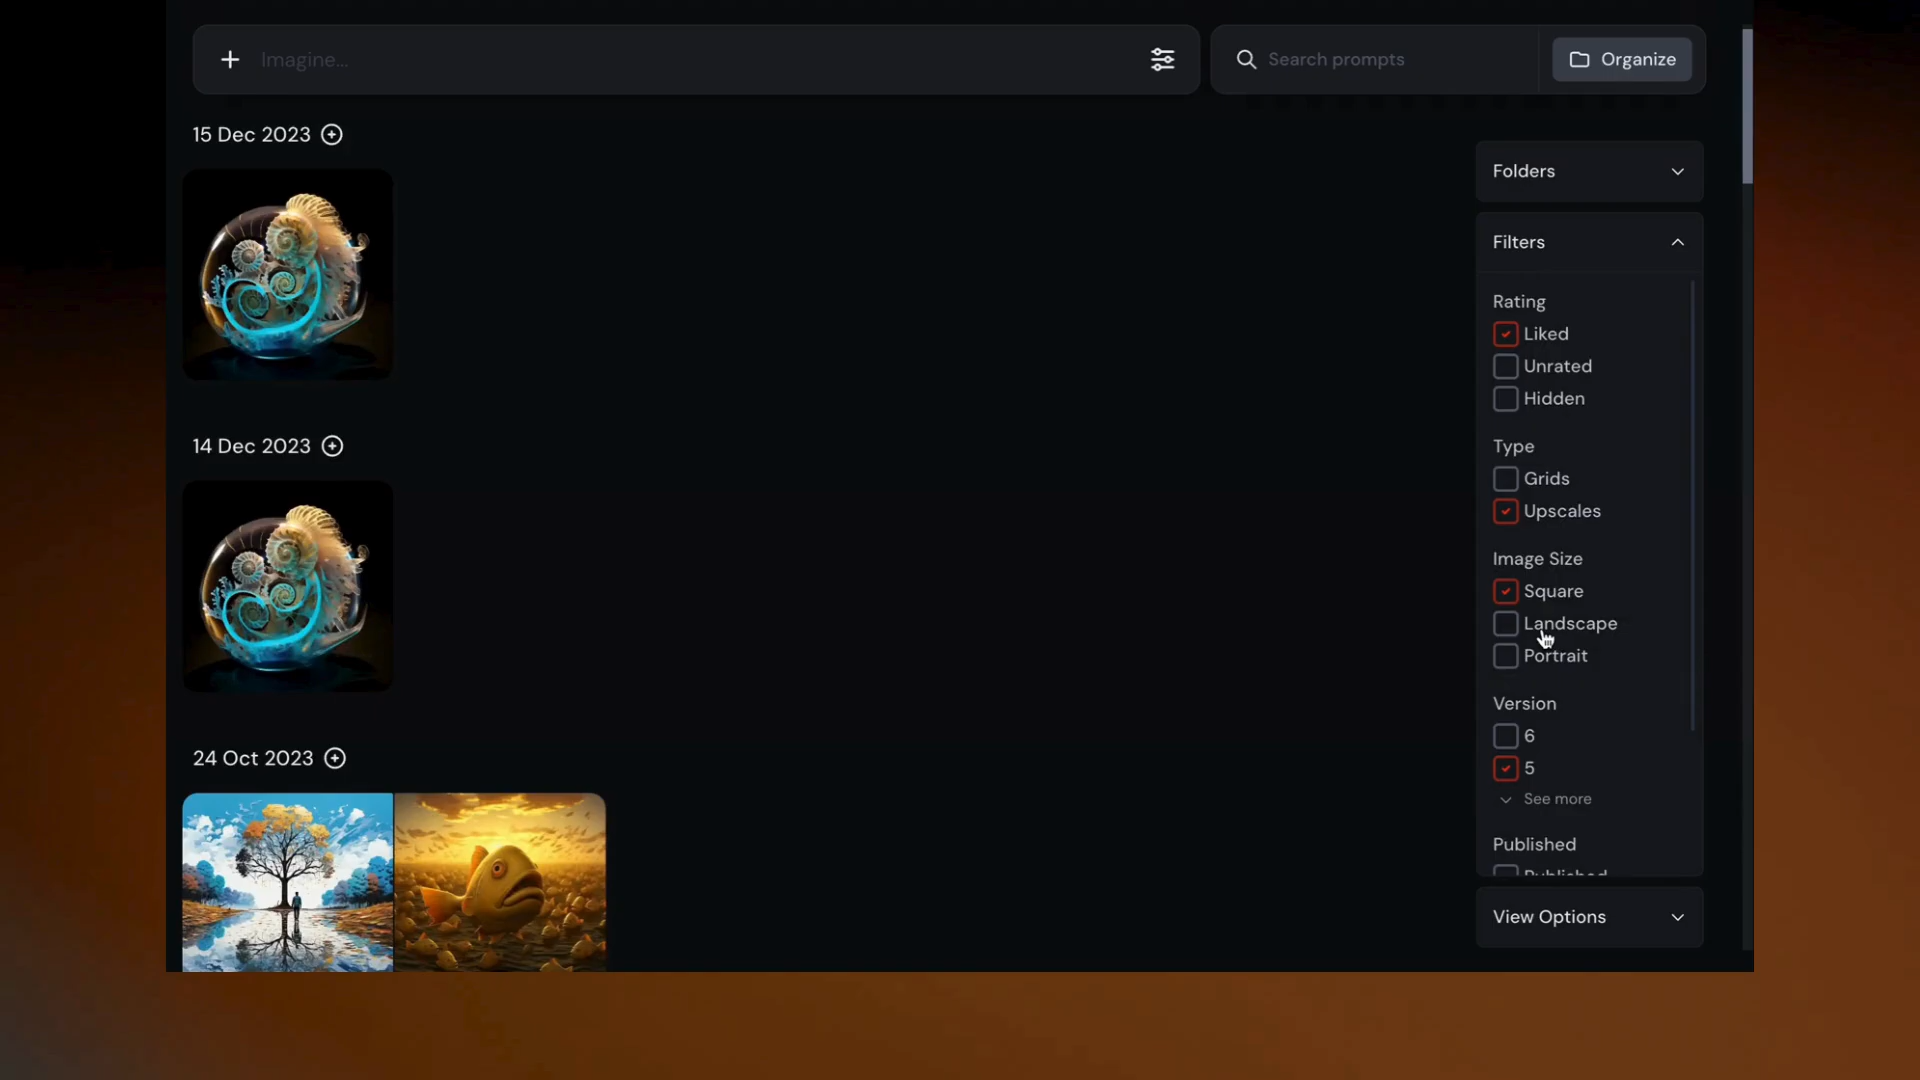 Imagine...
Search prompts
Organize
15 Dec 2023
14 Dec 2023
24 Oct 2023
Folders
Filters
Rating
Liked
Unrated
Hidden
Type
Grids
Upscales
Image Size
Square
Landscape
Portrait
Version
6
5
See more
Published
Published
View Options